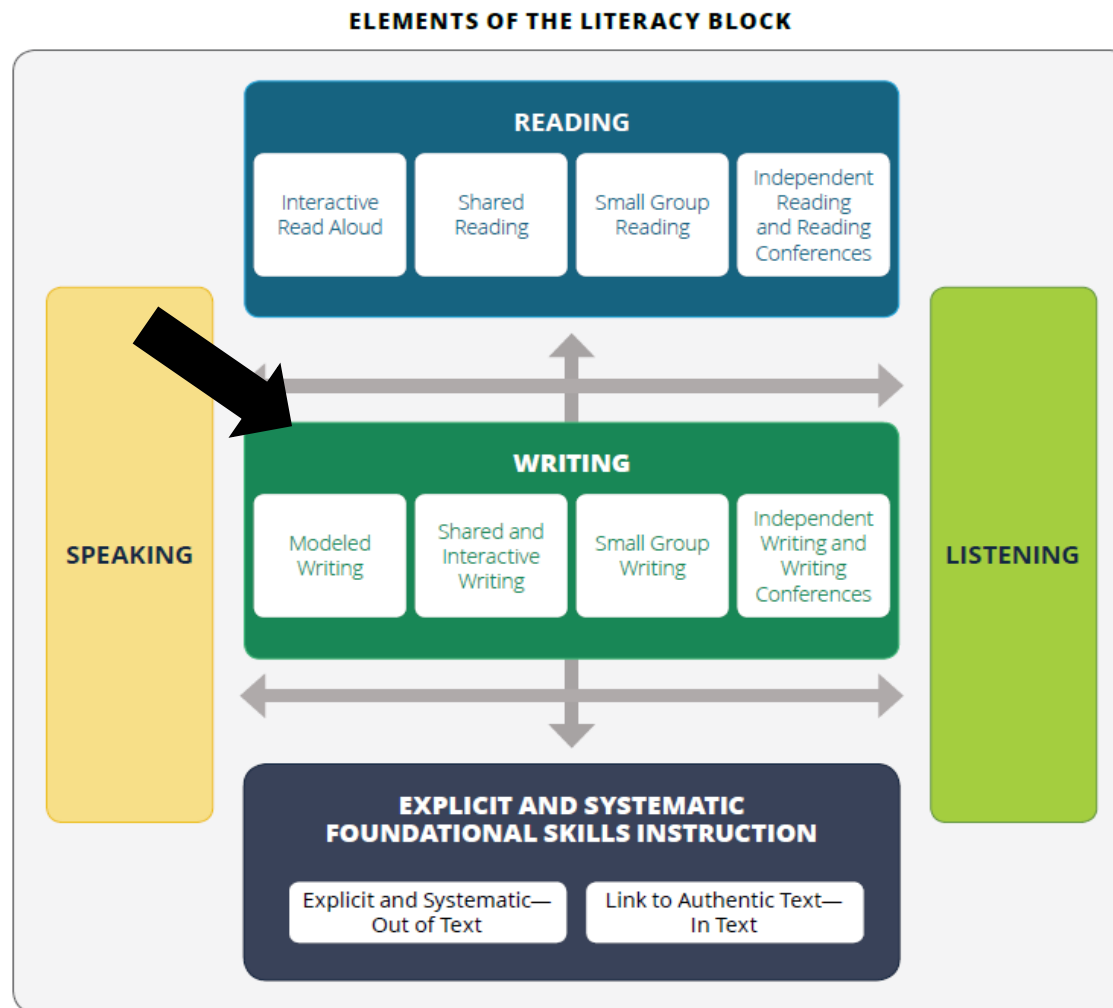 ELEMENTS OF THE LITERACY BLOCK
READING
Interactive
Read Aloud
Shared
Reading
Small Group
Reading
Independent
Reading
and Reading
Conferences
SPEAKING
WRITING
Modeled
Writing
Shared and
Interactive
Writing
Small Group
Writing
Independent
Writing and
Writing
Conferences
LISTENING
EXPLICIT AND SYSTEMATIC
FOUNDATIONAL SKILLS INSTRUCTION
Explicit and Systematic—
Out of Text
Link to Authentic Text—
In Text